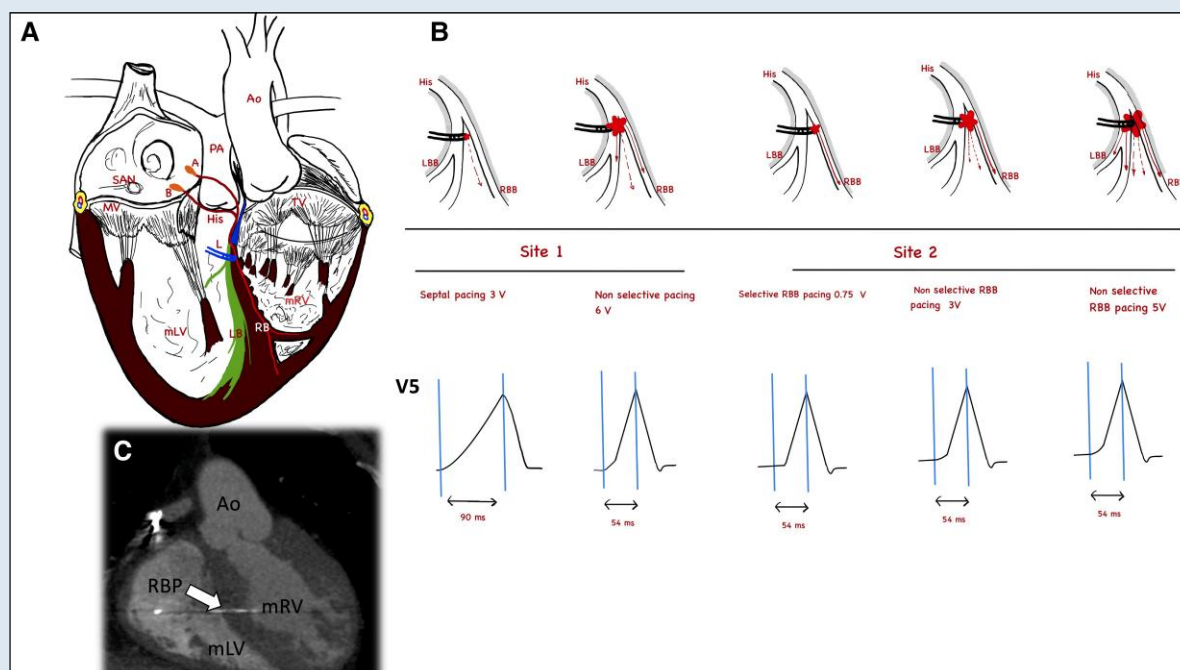 A
Ao
PA
A
SAN
B
MV
His
TV
L
mRV
mLV
LB
RB
B
His
LBB
RBB
His
LBB
RBB
His
LBB
RBB
His
LBB
RBB
His
LBB
RBB
Site 1
Site 2
Septal pacing 3 V
Non selective pacing
6 V
Selective RBB pacing 0.75 V
Non selective RBB
pacing 3V
Non selective
RBB pacing 5V
V5
90 ms
54 ms
54 ms
54 ms
54 ms
C
Ao
RBP
mRV
mLV